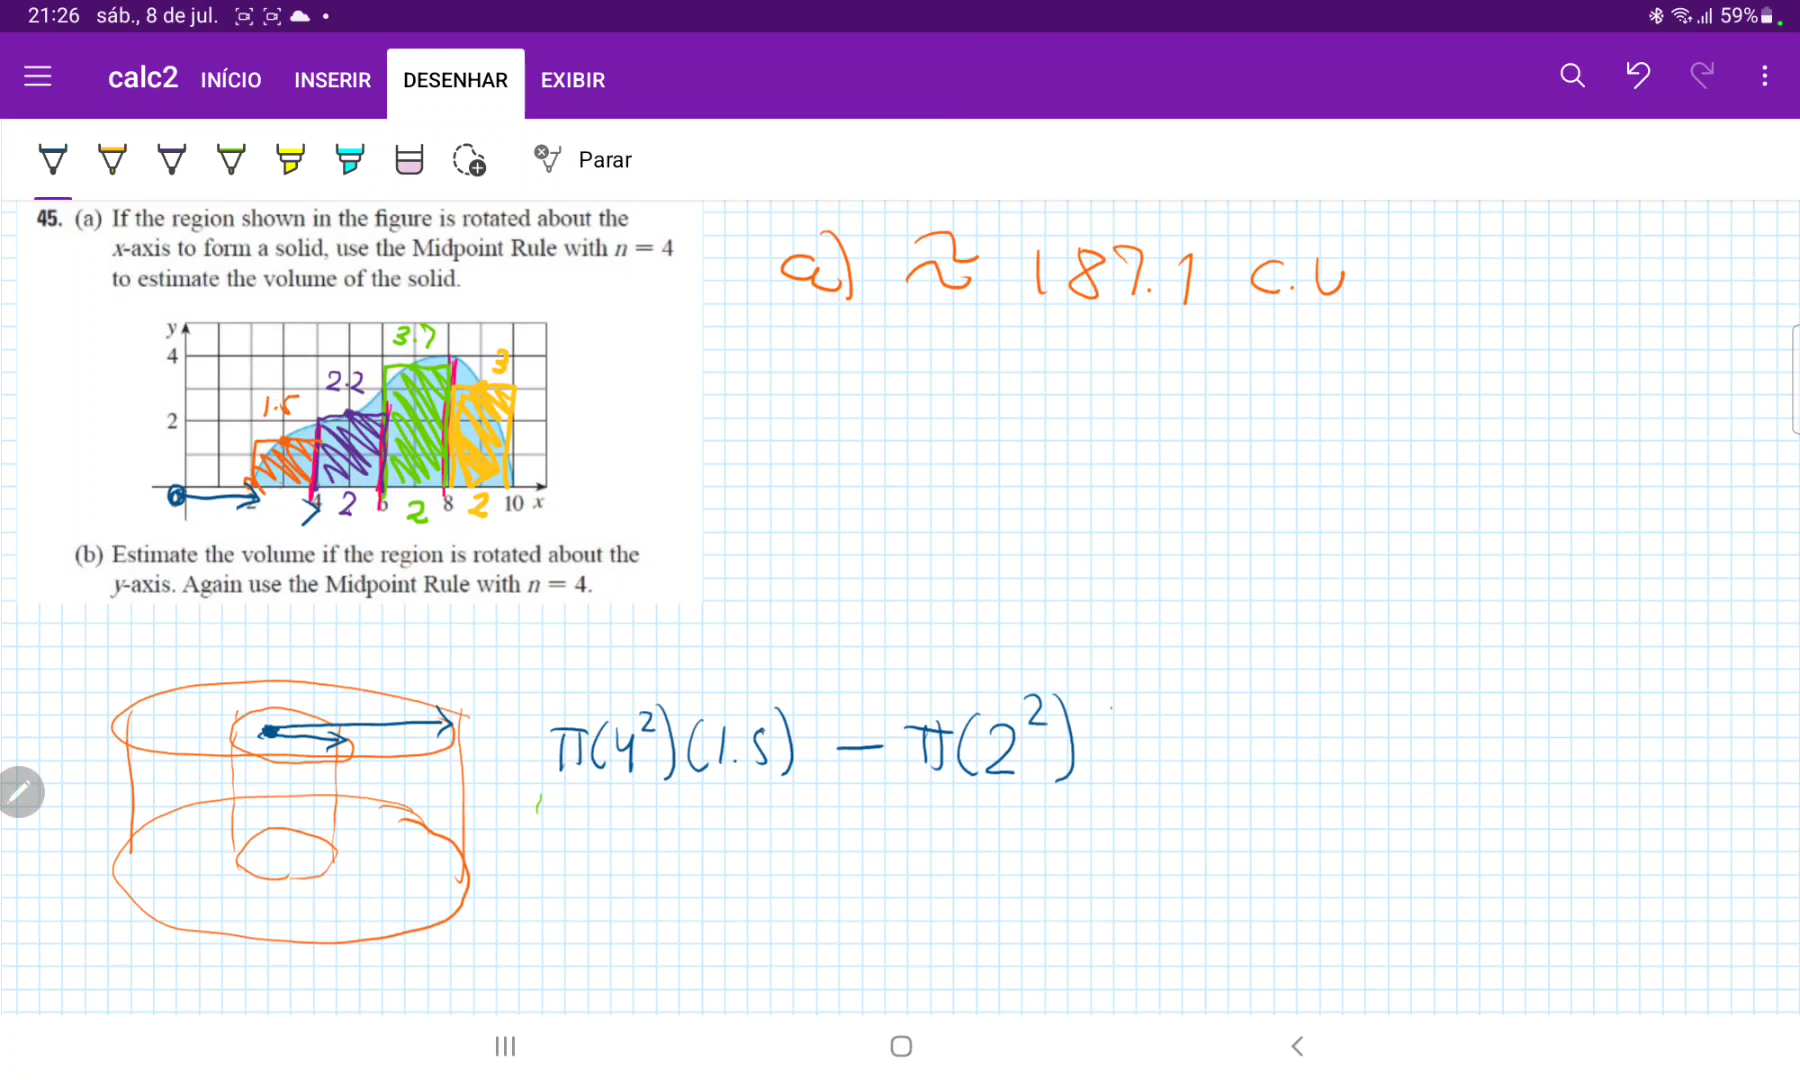 21:26 sáb., 8 de jul. 59%
calc2 INÍCIO INSERIR DESENHAR EXIBIR
Parar
45. (a) If the region shown in the figure is rotated about the
x-axis to form a solid, use the Midpoint Rule with n = 4
to estimate the volume of the solid.
a) ≈ 187.1 c.u
y
3.7
4
3
2.2
1.5
2
0 2 4 2 6 2 8 2 10 x
(b) Estimate the volume if the region is rotated about the
y-axis. Again use the Midpoint Rule with n = 4.
π(4²)(1.5) – π(2²)